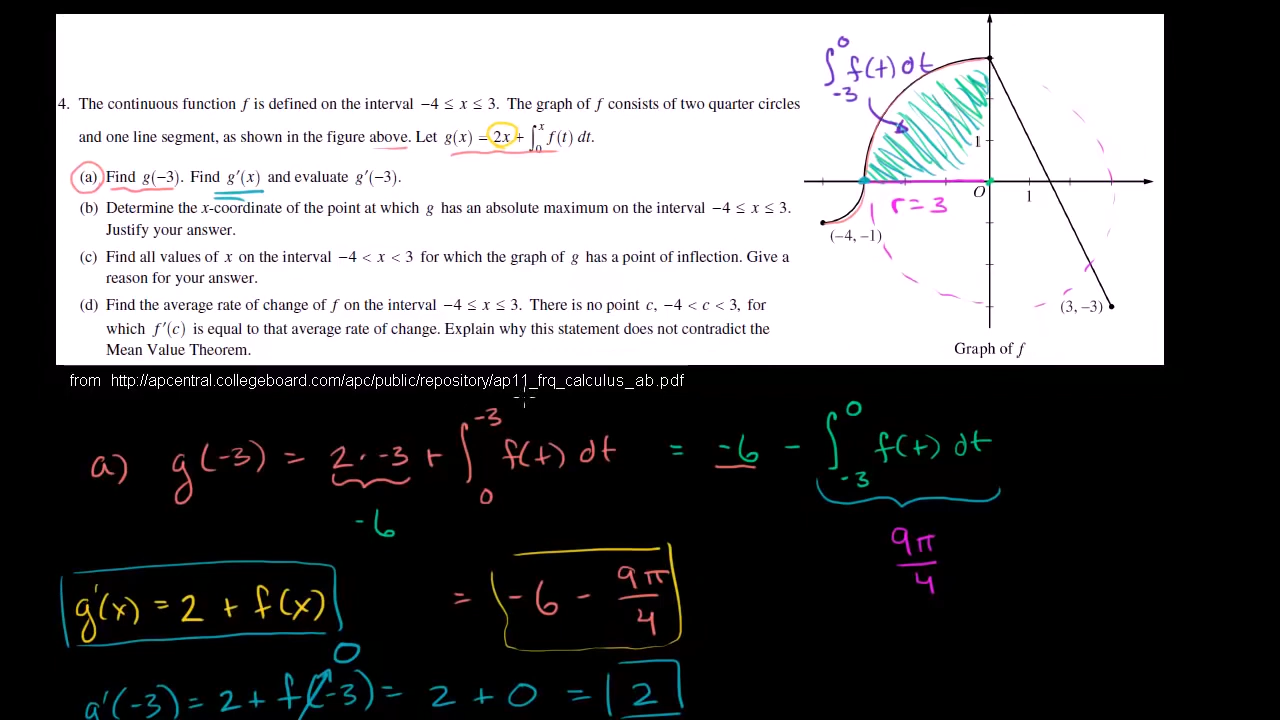 4. The continuous function f is defined on the interval −4 ≤ x ≤ 3. The graph of f consists of two quarter circles
and one line segment, as shown in the figure above. Let g(x) = 2x + ∫₀ˣ f(t) dt.
(a) Find g(−3). Find g′(x) and evaluate g′(−3).
(b) Determine the x-coordinate of the point at which g has an absolute maximum on the interval −4 ≤ x ≤ 3.
Justify your answer.
(c) Find all values of x on the interval −4 < x < 3 for which the graph of g has a point of inflection. Give a
reason for your answer.
(d) Find the average rate of change of f on the interval −4 ≤ x ≤ 3. There is no point c, −4 < c < 3, for
which f′(c) is equal to that average rate of change. Explain why this statement does not contradict the
Mean Value Theorem.
∫₋₃⁰ f(t) dt
1
O
1
r = 3
(−4, −1)
(3, −3)
Graph of f
from http://apcentral.collegeboard.com/apc/public/repository/ap11_frq_calculus_ab.pdf
a) g(-3) = 2 · -3 + ∫₀⁻³ f(t) dt = -6 - ∫₋₃⁰ f(t) dt
-6
9π/4
g'(x) = 2 + f(x)
= -6 - 9π/4
0
g'(-3) = 2 + f(-3) = 2 + 0 = 2